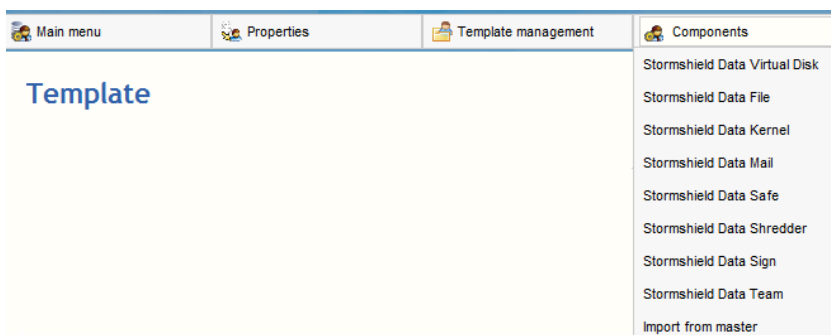 Main menu
Properties
Template management
Components
Template
Stormshield Data Virtual Disk
Stormshield Data File
Stormshield Data Kernel
Stormshield Data Mail
Stormshield Data Safe
Stormshield Data Shredder
Stormshield Data Sign
Stormshield Data Team
Import from master